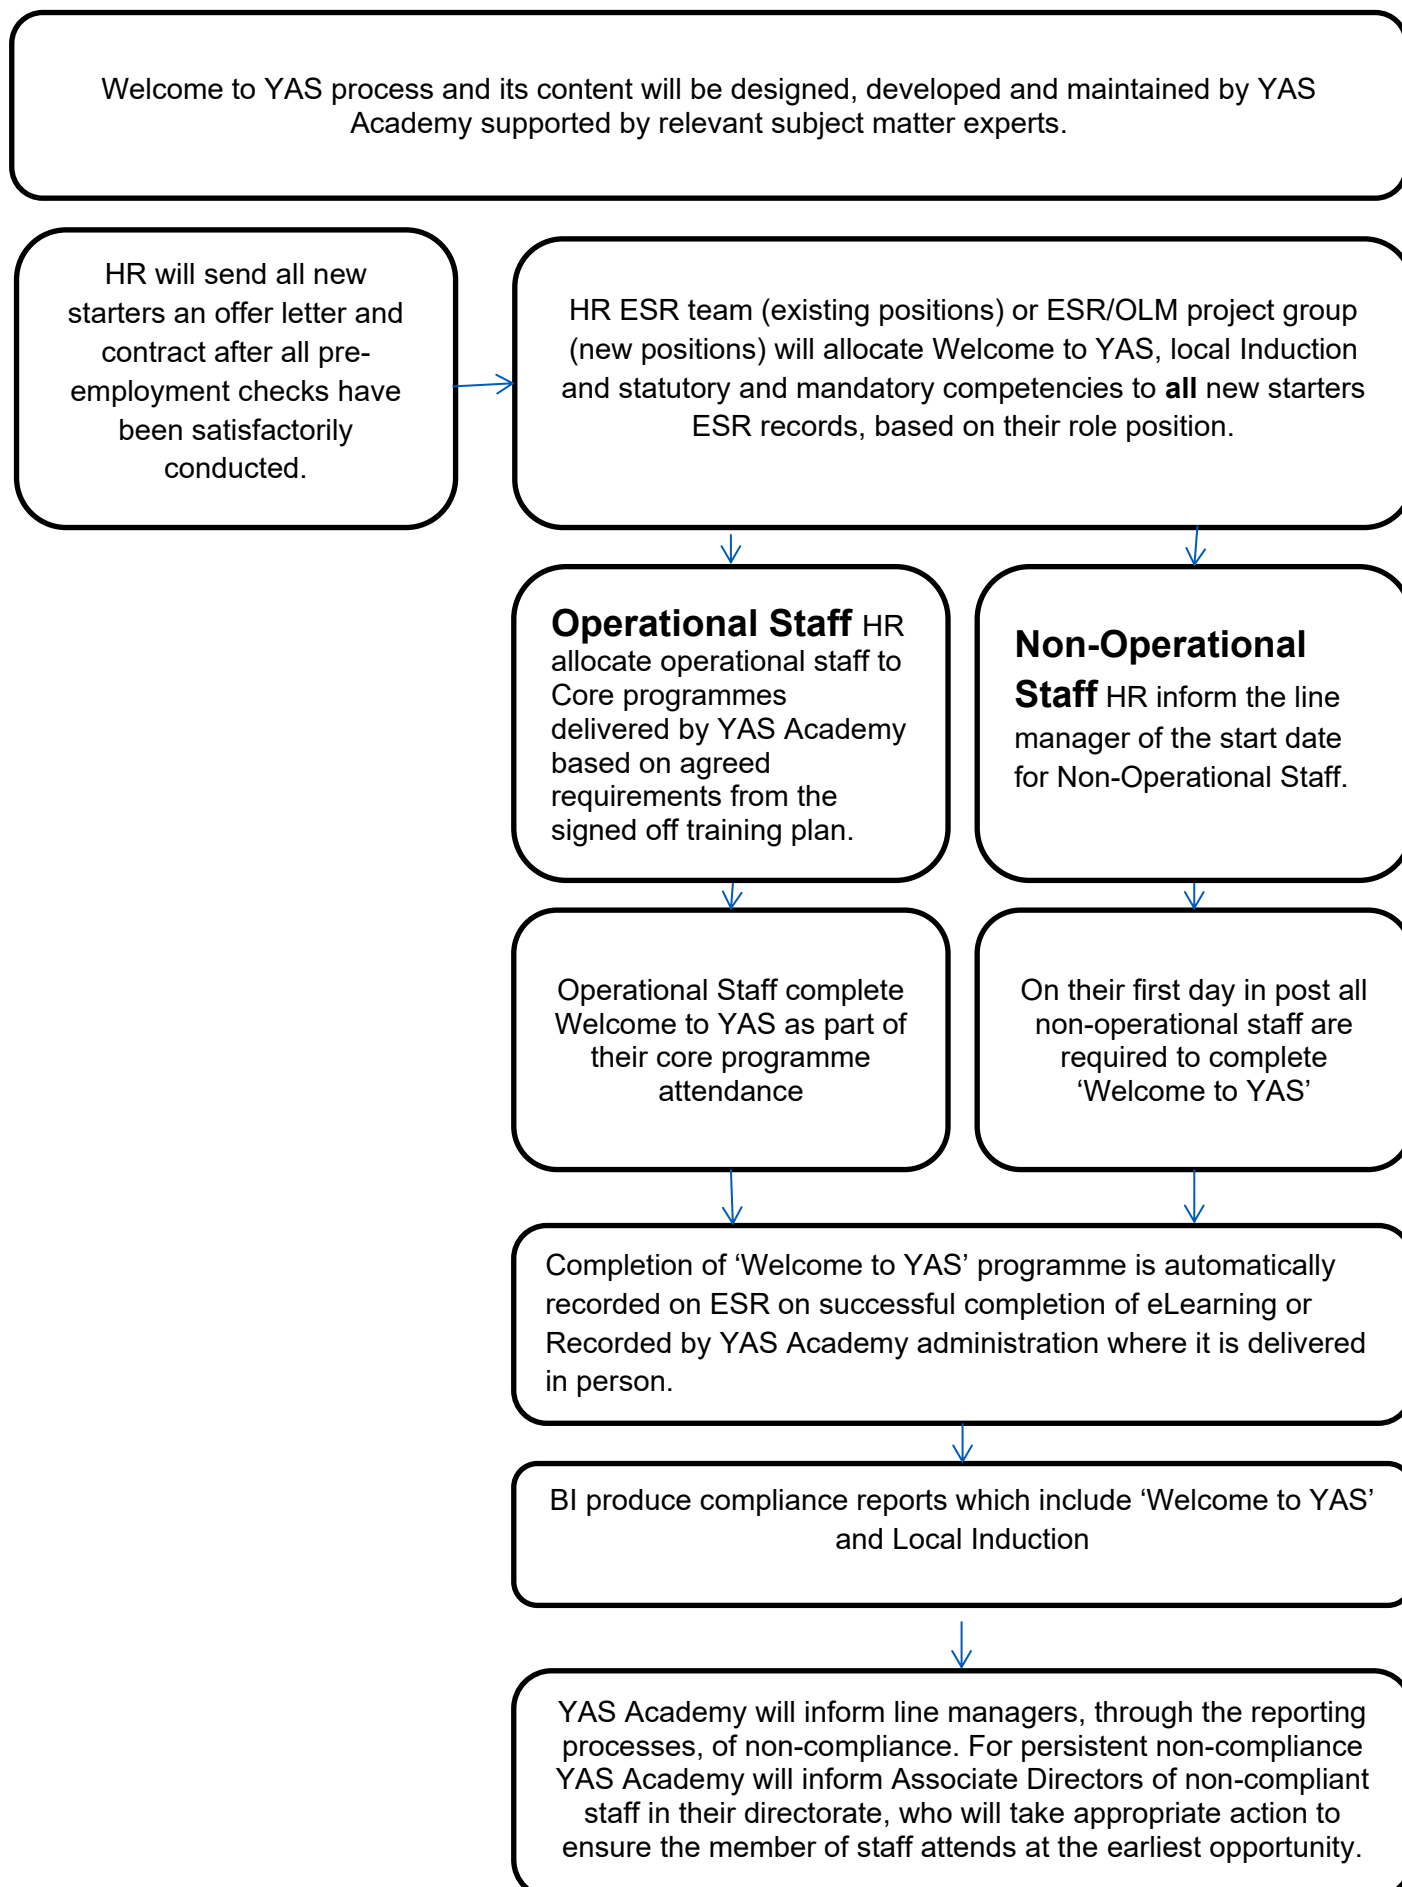 Welcome to YAS process and its content will be designed, developed and maintained by YAS
Academy supported by relevant subject matter experts.
HR will send all new
starters an offer letter and
contract after all pre-
employment checks have
been satisfactorily
conducted.
HR ESR team (existing positions) or ESR/OLM project group
(new positions) will allocate Welcome to YAS, local Induction
and statutory and mandatory competencies to all new starters
ESR records, based on their role position.
Operational Staff HR
allocate operational staff to
Core programmes
delivered by YAS Academy
based on agreed
requirements from the
signed off training plan.
Non-Operational
Staff HR inform the line
manager of the start date
for Non-Operational Staff.
Operational Staff complete
Welcome to YAS as part of
their core programme
attendance
On their first day in post all
non-operational staff are
required to complete
‘Welcome to YAS’
Completion of ‘Welcome to YAS’ programme is automatically
recorded on ESR on successful completion of eLearning or
Recorded by YAS Academy administration where it is delivered
in person.
BI produce compliance reports which include ‘Welcome to YAS’
and Local Induction
YAS Academy will inform line managers, through the reporting
processes, of non-compliance. For persistent non-compliance
YAS Academy will inform Associate Directors of non-compliant
staff in their directorate, who will take appropriate action to
ensure the member of staff attends at the earliest opportunity.